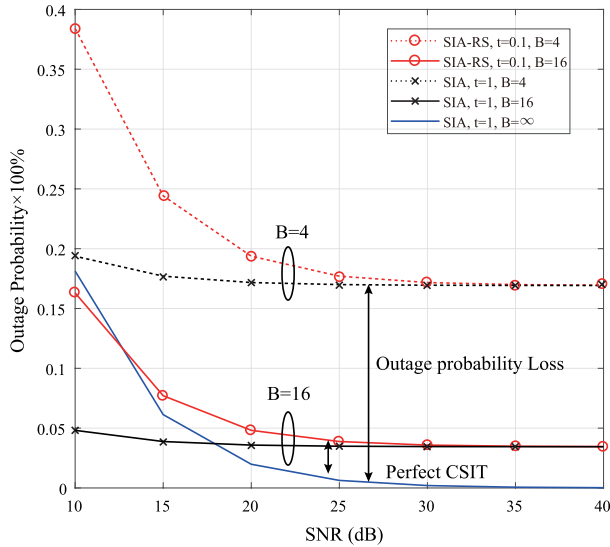 0.4
0.35
0.3
0.25
0.2
0.15
0.1
0.05
0
Outage Probability×100%
SIA-RS, t=0.1, B=4
SIA-RS, t=0.1, B=16
SIA, t=1, B=4
SIA, t=1, B=16
SIA, t=1, B=∞
B=4
Outage probability Loss
B=16
Perfect CSIT
10 15 20 25 30 35 40
SNR (dB)